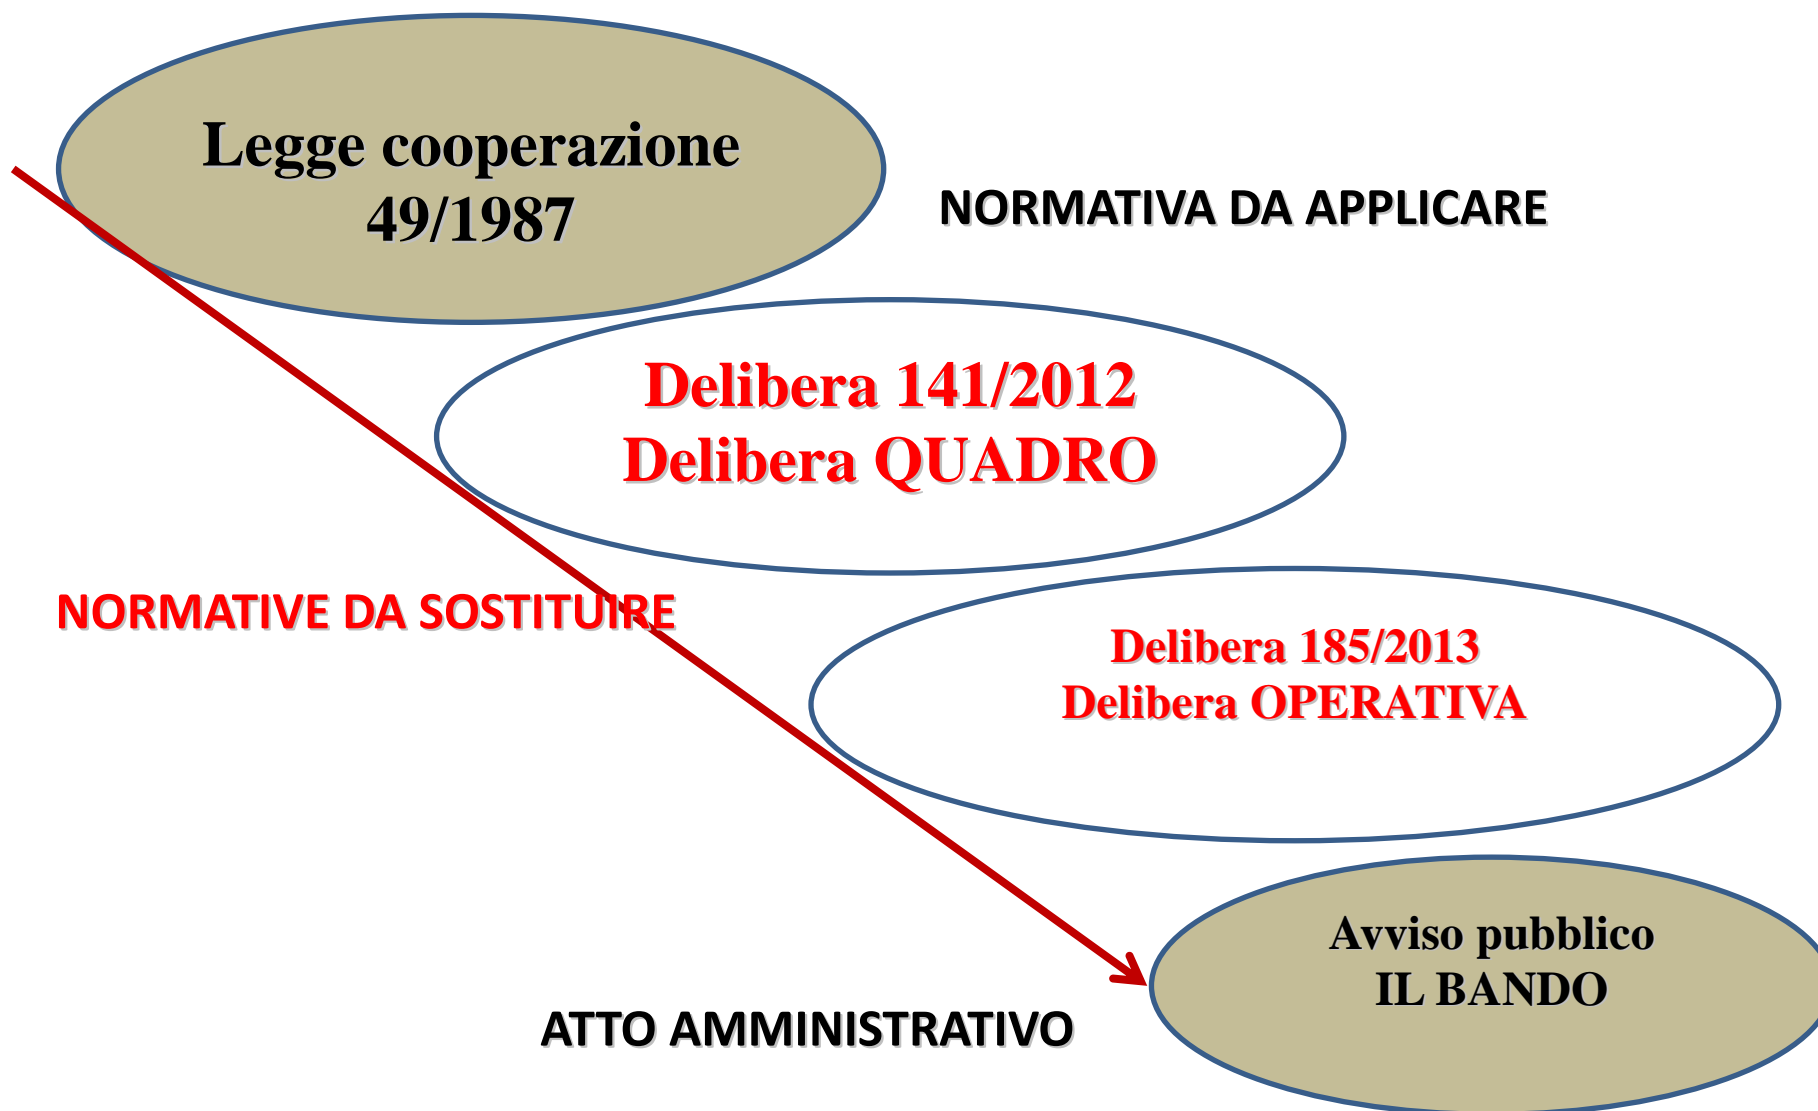 Legge cooperazione
49/1987
NORMATIVA DA APPLICARE
Delibera 141/2012
Delibera QUADRO
NORMATIVE DA SOSTITUIRE
Delibera 185/2013
Delibera OPERATIVA
Avviso pubblico
IL BANDO
ATTO AMMINISTRATIVO